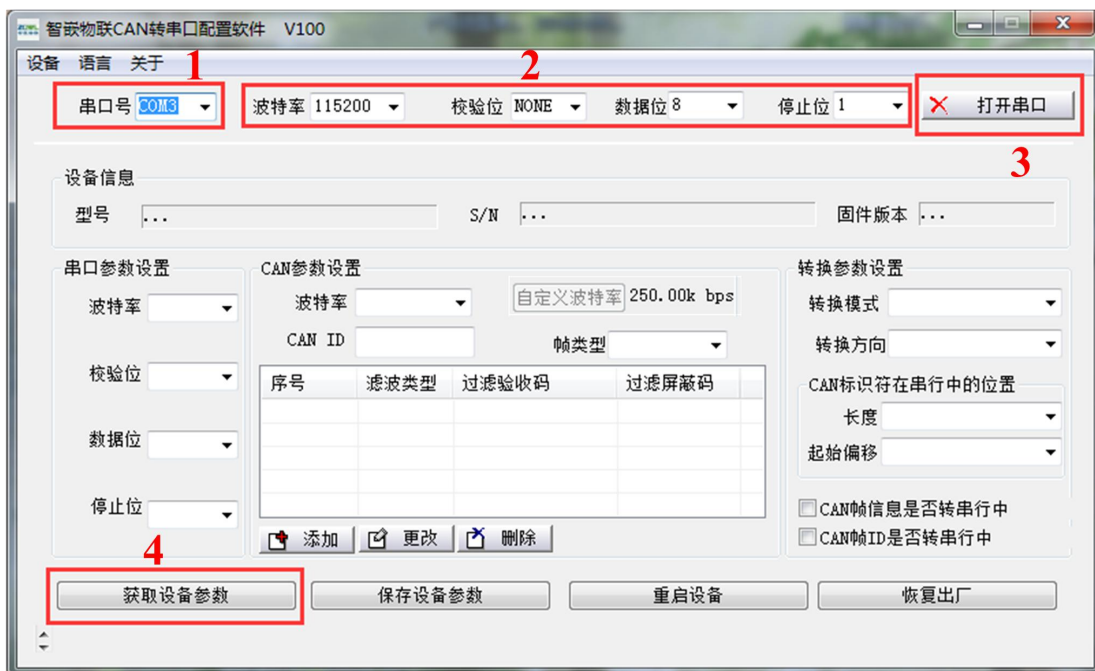 智嵌物联CAN转串口配置软件 V100
设备 语言 关于
1 2
串口号 COM3 波特率 115200 校验位 NONE 数据位 8 停止位 1 打开串口
3
设备信息
型号 ... S/N ... 固件版本 ...
串口参数设置
波特率
校验位
数据位
停止位
CAN参数设置
波特率 自定义波特率 250.00k bps
CAN ID 帧类型
序号 滤波类型 过滤验收码 过滤屏蔽码
添加 更改 删除
转换参数设置
转换模式
转换方向
CAN标识符在串行中的位置
长度
起始偏移
CAN帧信息是否转串行中
CAN帧ID是否转串行中
4
获取设备参数 保存设备参数 重启设备 恢复出厂